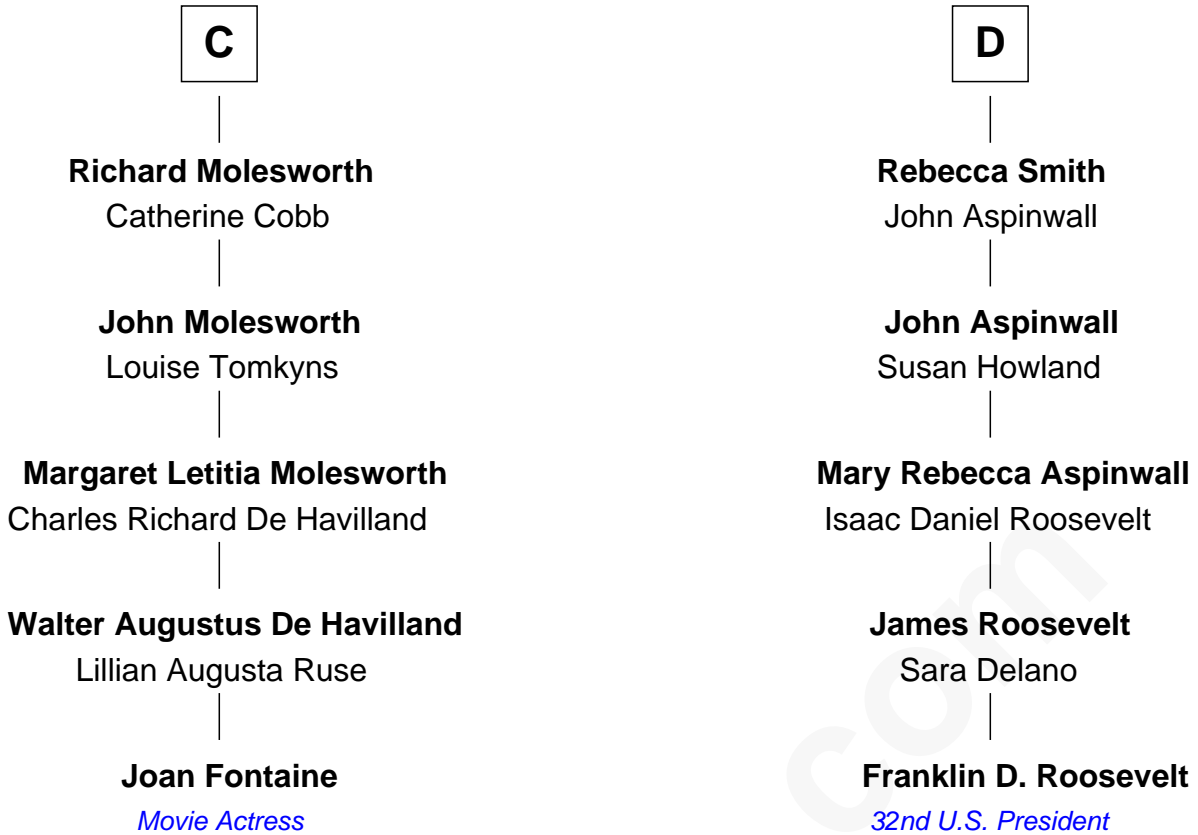 C
Richard Molesworth
Catherine Cobb
John Molesworth
Louise Tomkyns
Margaret Letitia Molesworth
Charles Richard De Havilland
Walter Augustus De Havilland
Lillian Augusta Ruse
Joan Fontaine
Movie Actress
D
Rebecca Smith
John Aspinwall
John Aspinwall
Susan Howland
Mary Rebecca Aspinwall
Isaac Daniel Roosevelt
James Roosevelt
Sara Delano
Franklin D. Roosevelt
32nd U.S. President
com